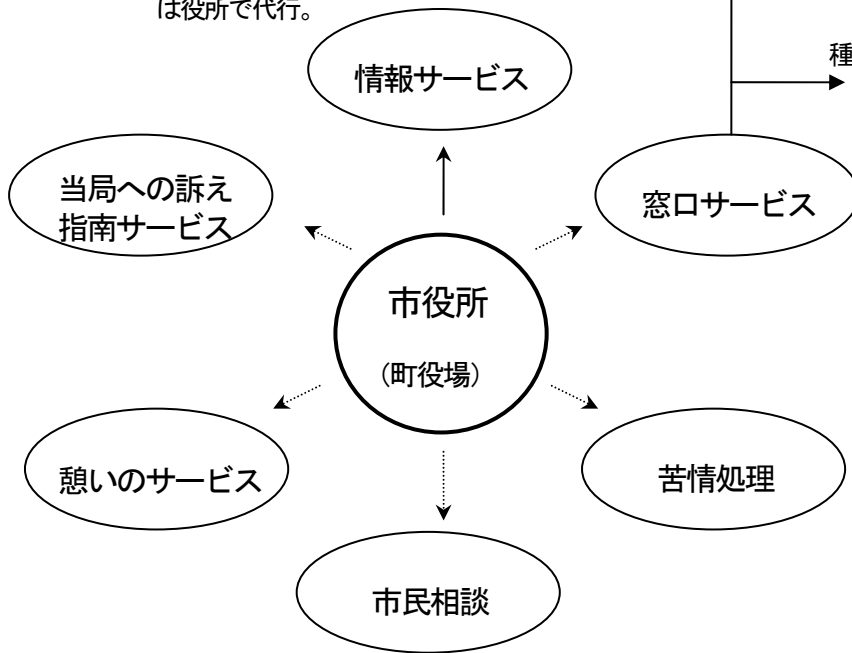 は役所で代行。
種
情報サービス
当局への訴え
指南サービス
窓口サービス
市役所
（町役場）
憩いのサービス
苦情処理
市民相談